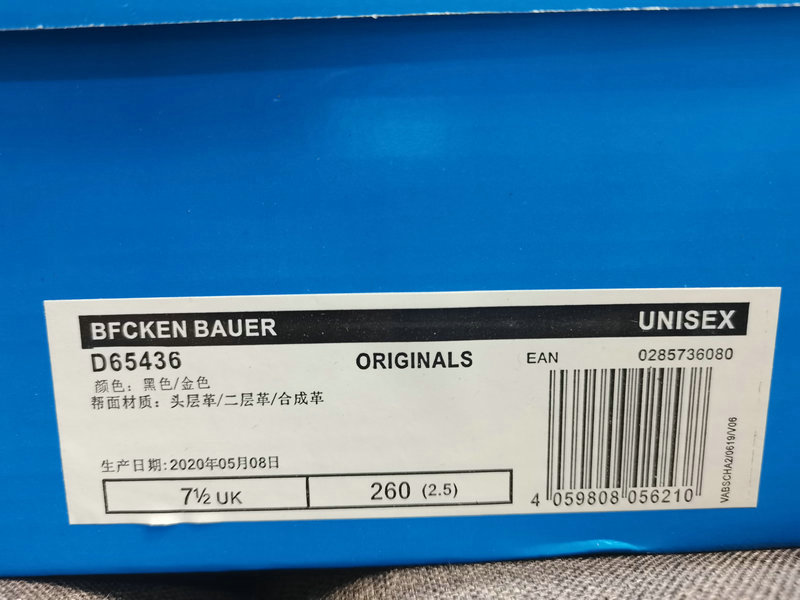 BFCKEN BAUER UNISEX
D65436 ORIGINALS EAN 0285736080
颜色：黑色/金色
帮面材质：头层革/二层革/合成革
生产日期:2020年05月08日
7½ UK 260 (2.5)
4 059808 056210
VABSCHA2/0619/V06